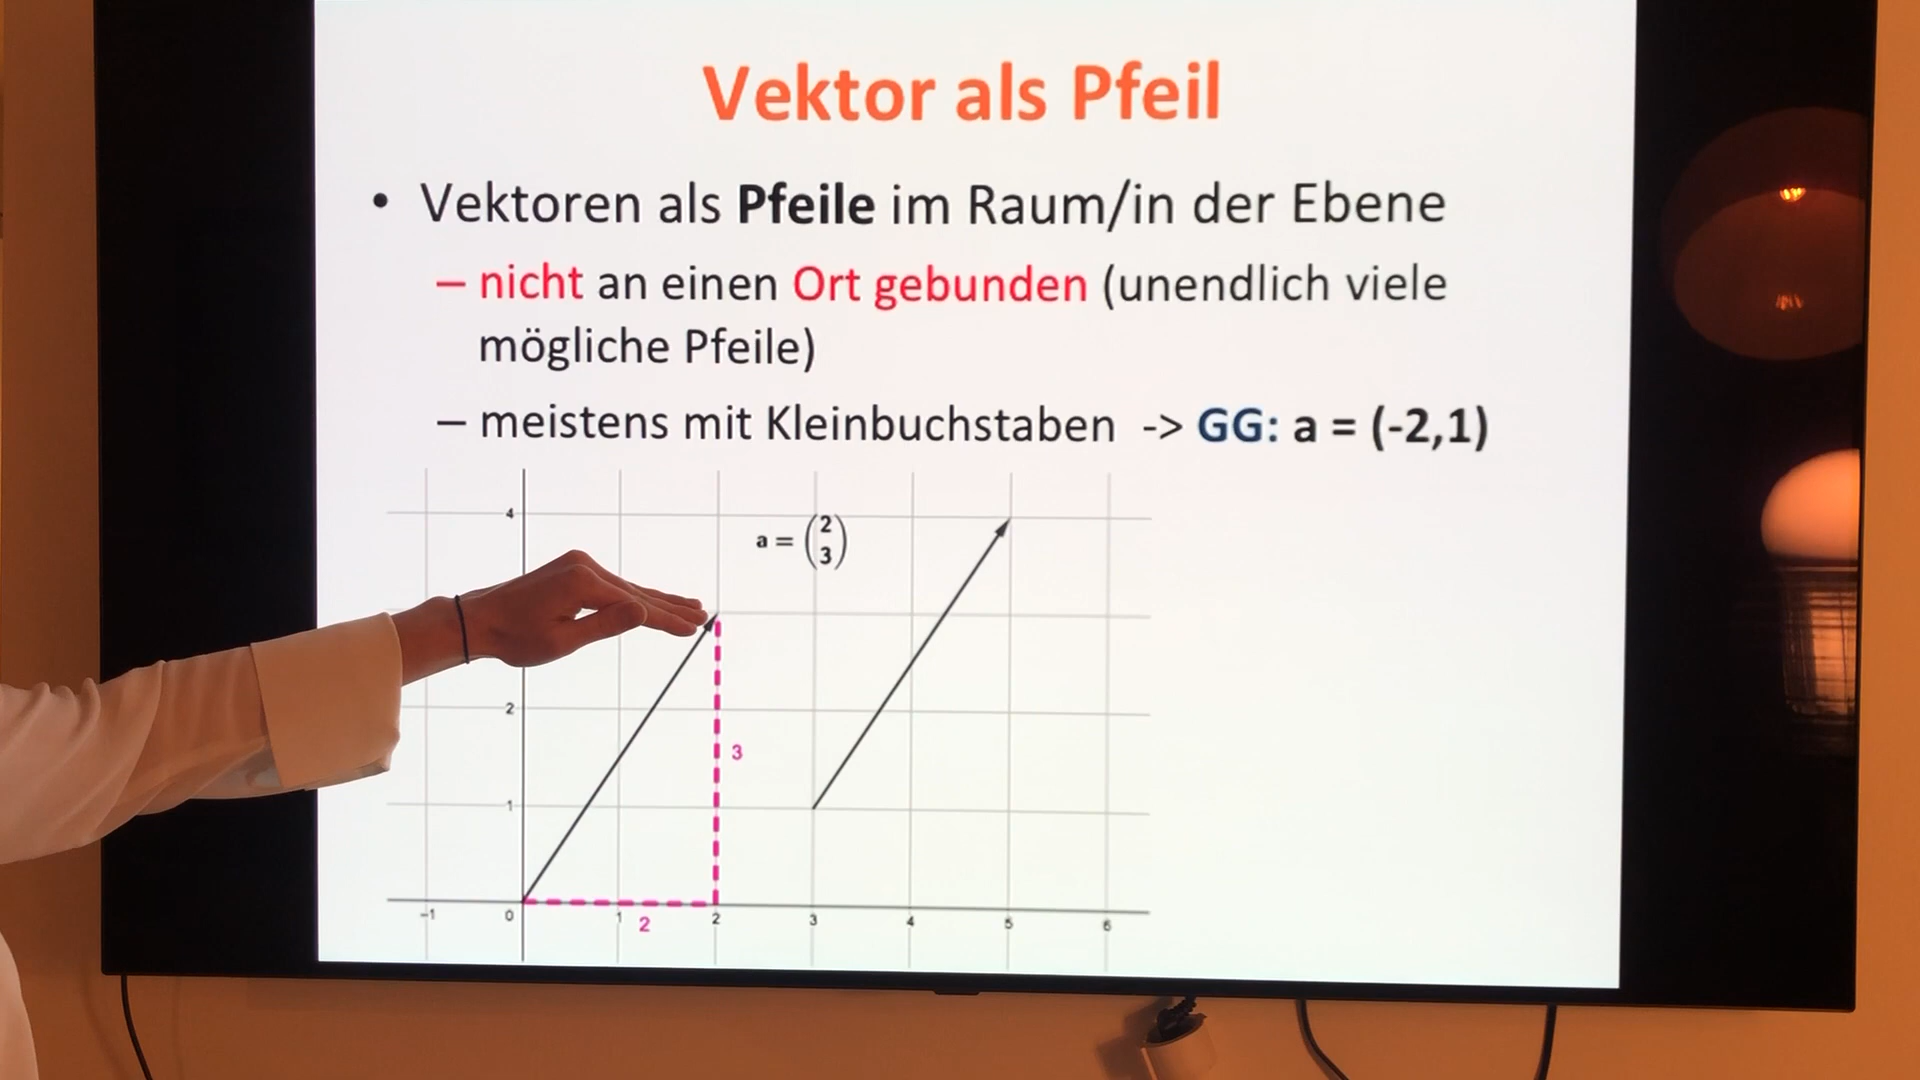 Vektor als Pfeil
• Vektoren als Pfeile im Raum/in der Ebene
– nicht an einen Ort gebunden (unendlich viele
mögliche Pfeile)
– meistens mit Kleinbuchstaben -> GG: a = (-2,1)
4
a = (2
3)
2
3
1
-1 0 1 2 3 4 5 6
2